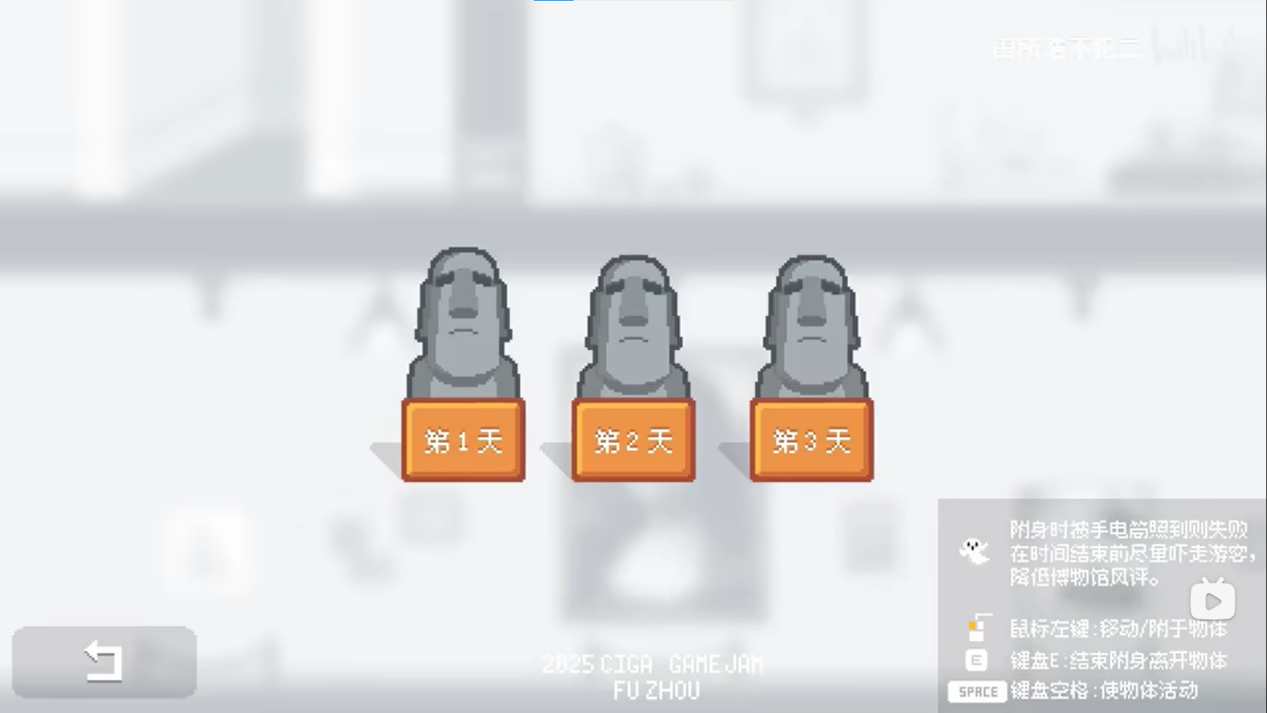 第1天
第2天
第3天
附身时被手电筒照到则失败
在时间结束前尽量吓走游客，
降低博物馆风评。
鼠标左键:移动/附于物体
E
键盘E:结束附身离开物体
SPACE
键盘空格:使物体活动
2025 CIGA GAMEJAM
FU ZHOU